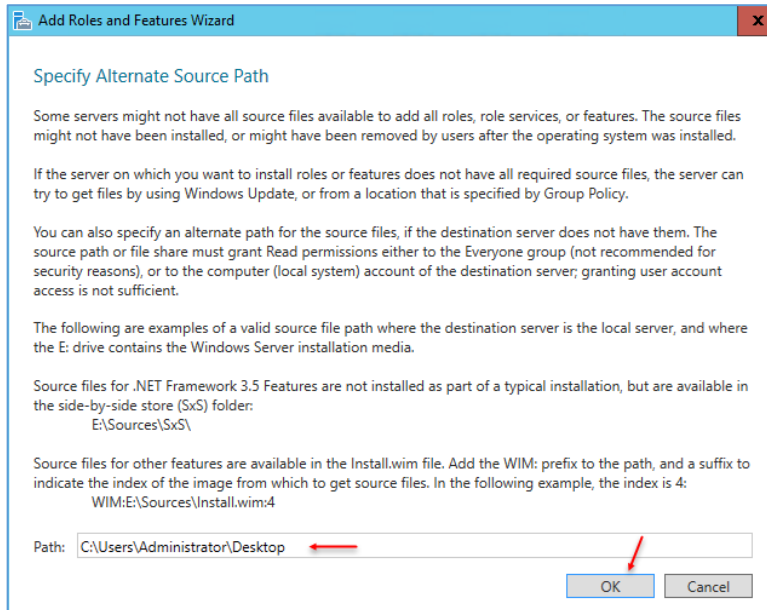 Add Roles and Features Wizard
x
Specify Alternate Source Path
Some servers might not have all source files available to add all roles, role services, or features. The source files
might not have been installed, or might have been removed by users after the operating system was installed.
If the server on which you want to install roles or features does not have all required source files, the server can
try to get files by using Windows Update, or from a location that is specified by Group Policy.
You can also specify an alternate path for the source files, if the destination server does not have them. The
source path or file share must grant Read permissions either to the Everyone group (not recommended for
security reasons), or to the computer (local system) account of the destination server; granting user account
access is not sufficient.
The following are examples of a valid source file path where the destination server is the local server, and where
the E: drive contains the Windows Server installation media.
Source files for .NET Framework 3.5 Features are not installed as part of a typical installation, but are available in
the side-by-side store (SxS) folder:
E:\Sources\SxS\
Source files for other features are available in the Install.wim file. Add the WIM: prefix to the path, and a suffix to
indicate the index of the image from which to get source files. In the following example, the index is 4:
WIM:E:\Sources\Install.wim:4
Path: C:\Users\Administrator\Desktop
OK Cancel